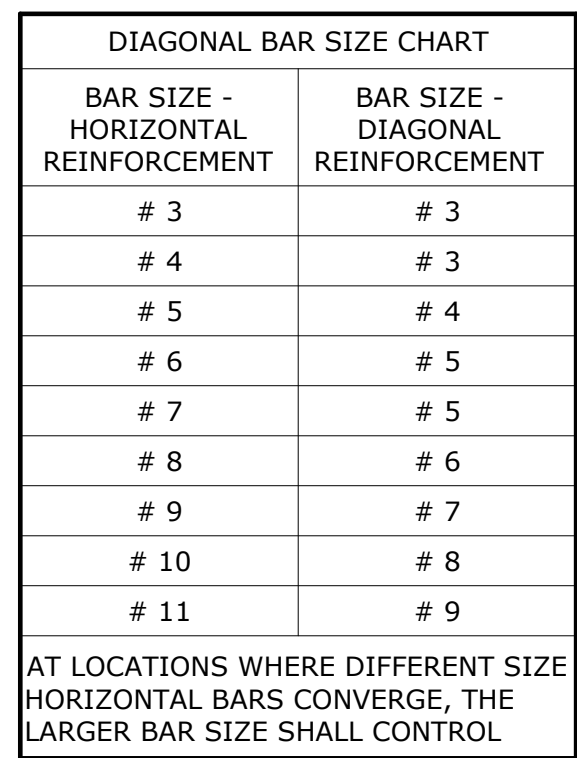 DIAGONAL BAR SIZE CHART
BAR SIZE -
HORIZONTAL
REINFORCEMENT
BAR SIZE -
DIAGONAL
REINFORCEMENT
# 3 # 3
# 4 # 3
# 5 # 4
# 6 # 5
# 7 # 5
# 8 # 6
# 9 # 7
# 10 # 8
# 11 # 9
AT LOCATIONS WHERE DIFFERENT SIZE
HORIZONTAL BARS CONVERGE, THE
LARGER BAR SIZE SHALL CONTROL